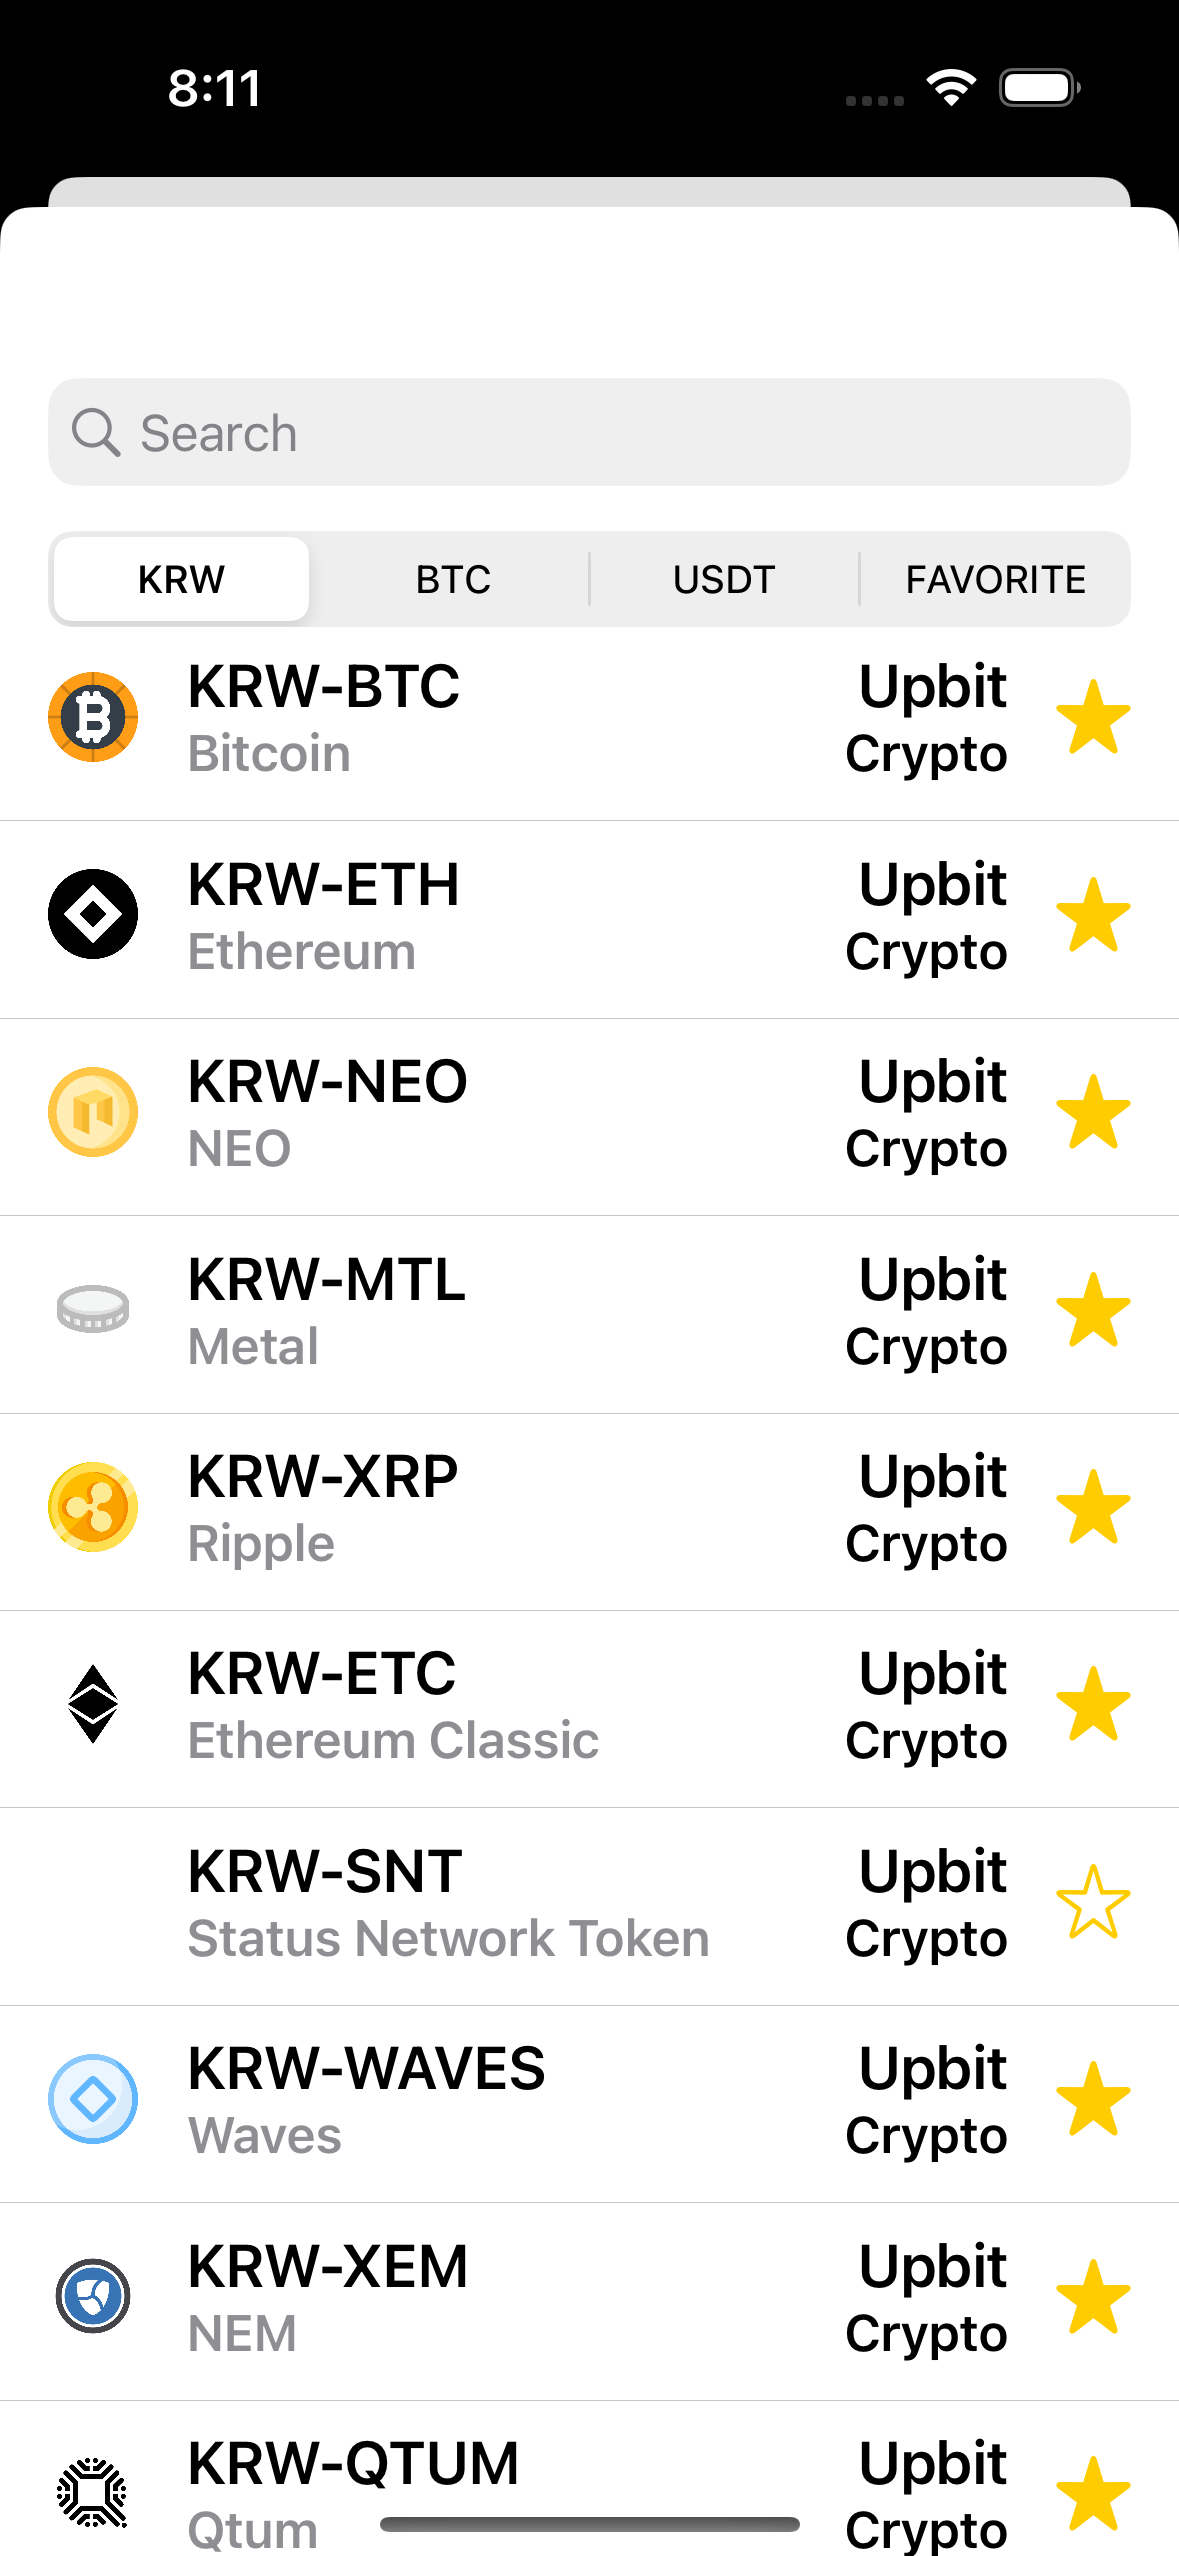 8:11
Search
KRW BTC USDT FAVORITE
KRW-BTC Upbit
Bitcoin Crypto
KRW-ETH Upbit
Ethereum Crypto
KRW-NEO Upbit
NEO Crypto
KRW-MTL Upbit
Metal Crypto
KRW-XRP Upbit
Ripple Crypto
KRW-ETC Upbit
Ethereum Classic Crypto
KRW-SNT Upbit
Status Network Token Crypto
KRW-WAVES Upbit
Waves Crypto
KRW-XEM Upbit
NEM Crypto
KRW-QTUM Upbit
Qtum Crypto